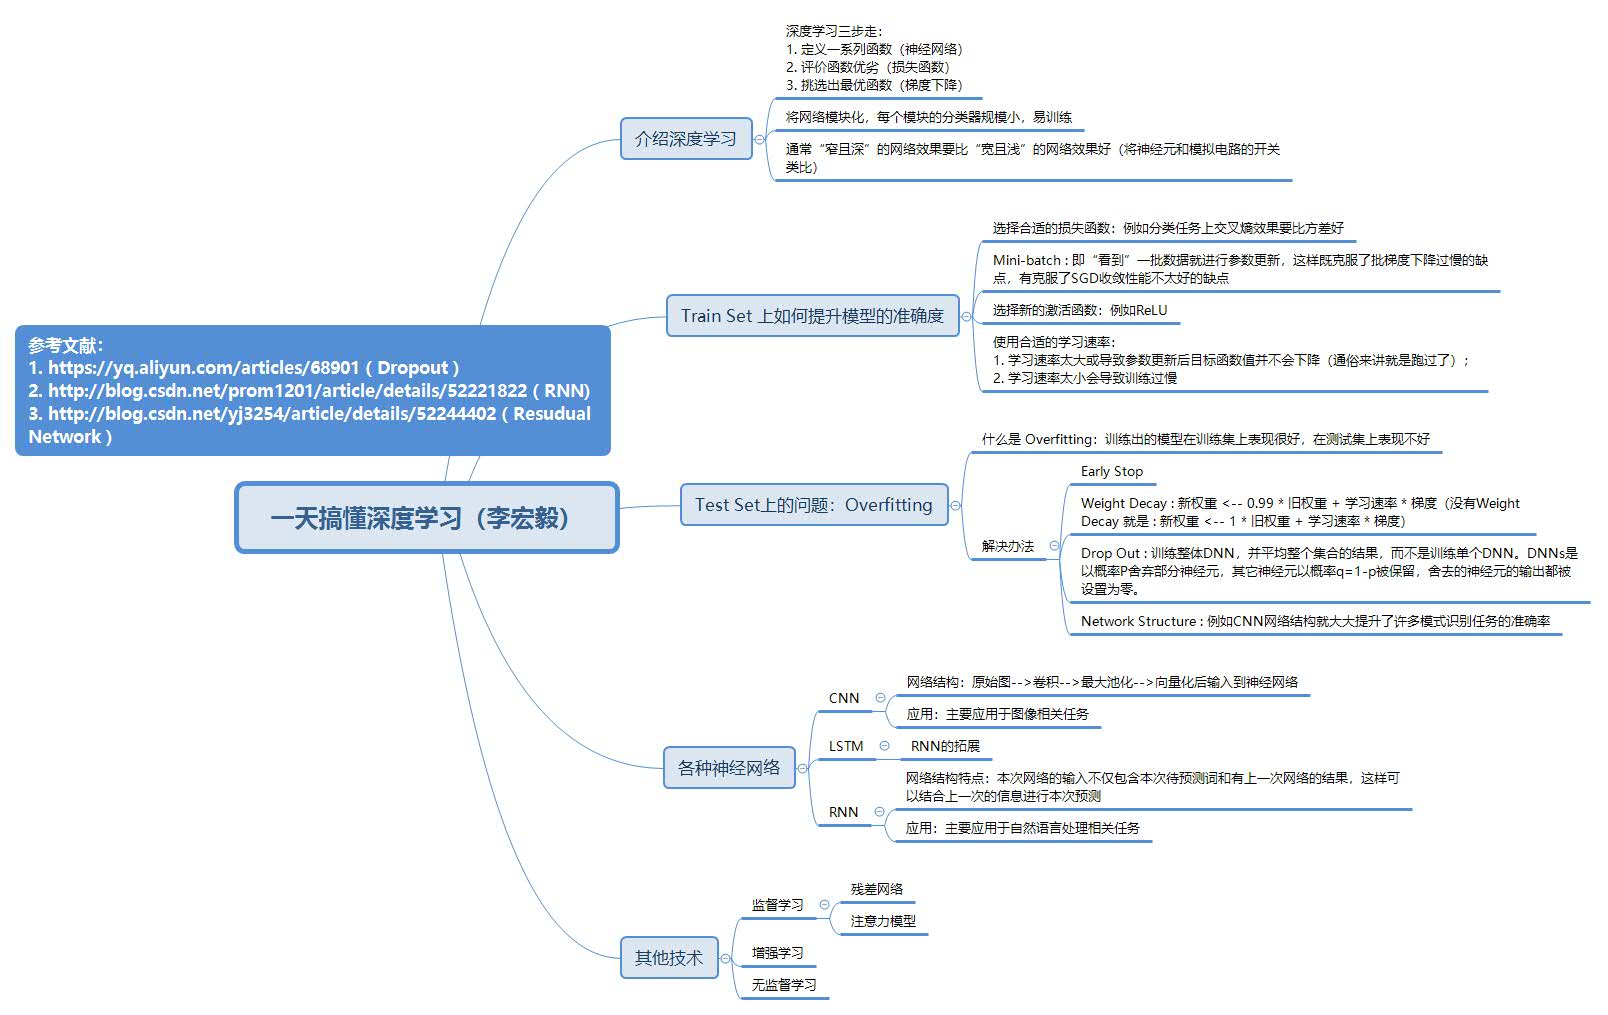 深度学习三步走：
1. 定义一系列函数（神经网络）
2. 评价函数优劣（损失函数）
3. 挑选出最优函数（梯度下降）
介绍深度学习
将网络模块化，每个模块的分类器规模小，易训练
通常“窄且深”的网络效果要比“宽且浅”的网络效果好（将神经元和模拟电路的开关
类比）
选择合适的损失函数：例如分类任务上交叉熵效果要比方差好
Mini-batch : 即“看到”一批数据就进行参数更新，这样既克服了批梯度下降过慢的缺
点，有克服了SGD收敛性能不太好的缺点
Train Set 上如何提升模型的准确度
选择新的激活函数：例如ReLU
使用合适的学习速率：
1. 学习速率太大或导致参数更新后目标函数值并不会下降（通俗来讲就是跑过了）;
2. 学习速率太小会导致训练过慢
参考文献：
1. https://yq.aliyun.com/articles/68901 ( Dropout )
2. http://blog.csdn.net/prom1201/article/details/52221822 ( RNN)
3. http://blog.csdn.net/yj3254/article/details/52244402 ( Resudual
Network )
一天搞懂深度学习（李宏毅）
Test Set上的问题：Overfitting
什么是 Overfitting：训练出的模型在训练集上表现很好，在测试集上表现不好
解决办法
Early Stop
Weight Decay : 新权重 <-- 0.99 * 旧权重 + 学习速率 * 梯度（没有Weight
Decay 就是 : 新权重 <-- 1 * 旧权重 + 学习速率 * 梯度）
Drop Out : 训练整体DNN，并平均整个集合的结果，而不是训练单个DNN。DNNs是
以概率P舍弃部分神经元，其它神经元以概率q=1-p被保留，舍去的神经元的输出都被
设置为零。
Network Structure : 例如CNN网络结构就大大提升了许多模式识别任务的准确率
各种神经网络
CNN
网络结构：原始图-->卷积-->最大池化-->向量化后输入到神经网络
应用：主要应用于图像相关任务
LSTM
RNN的拓展
RNN
网络结构特点：本次网络的输入不仅包含本次待预测词和有上一次网络的结果，这样可
以结合上一次的信息进行本次预测
应用：主要应用于自然语言处理相关任务
其他技术
监督学习
残差网络
注意力模型
增强学习
无监督学习